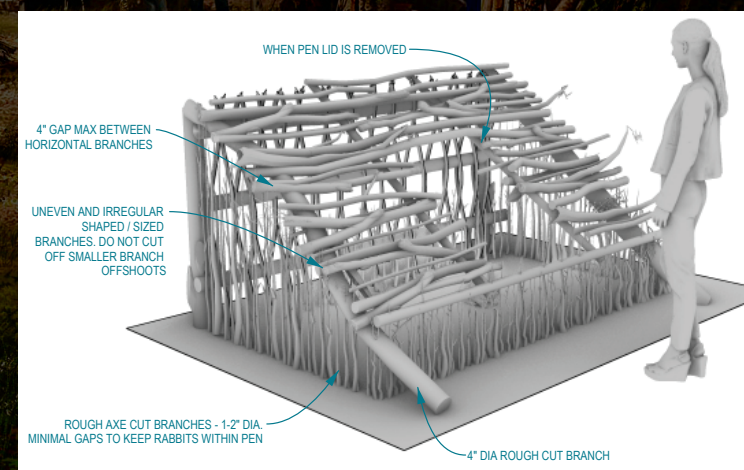 WHEN PEN LID IS REMOVED
4" GAP MAX BETWEEN
HORIZONTAL BRANCHES
UNEVEN AND IRREGULAR
SHAPED / SIZED
BRANCHES. DO NOT CUT
OFF SMALLER BRANCH
OFFSHOOTS
ROUGH AXE CUT BRANCHES - 1-2" DIA.
MINIMAL GAPS TO KEEP RABBITS WITHIN PEN
4" DIA ROUGH CUT BRANCH